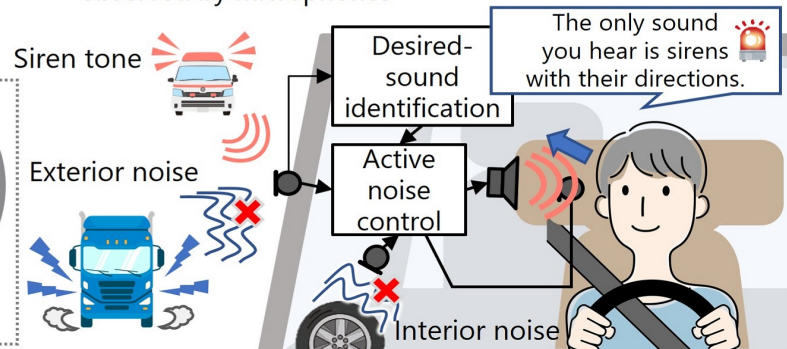 Siren tone
Exterior noise
Desired-
sound
identification
Active
noise
control
The only sound
you hear is sirens
with their directions.
Interior noise